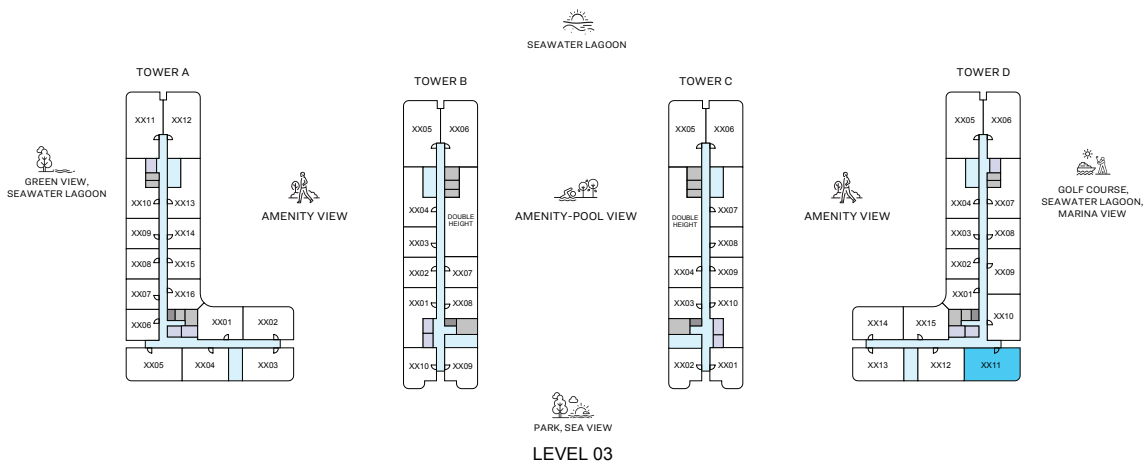 SEAWATER LAGOON
TOWER A
TOWER B
TOWER C
TOWER D
XX11 XX12
XX05 XX06
XX05 XX06
XX05 XX06
GREEN VIEW,
SEAWATER LAGOON
AMENITY VIEW
AMENITY-POOL VIEW
AMENITY VIEW
GOLF COURSE,
SEAWATER LAGOON,
MARINA VIEW
XX10 XX13
XX04
DOUBLE
HEIGHT
XX07
DOUBLE
HEIGHT
XX04 XX07
XX09 XX14
XX03
XX08
XX03 XX08
XX08 XX15
XX02 XX07
XX04 XX09
XX02 XX09
XX07 XX16
XX01 XX08
XX03 XX10
XX01
XX10
XX06 XX01 XX02
XX14 XX15
XX05 XX04 XX03
XX10 XX09
XX02 XX01
XX13 XX12 XX11
PARK, SEA VIEW
LEVEL 03